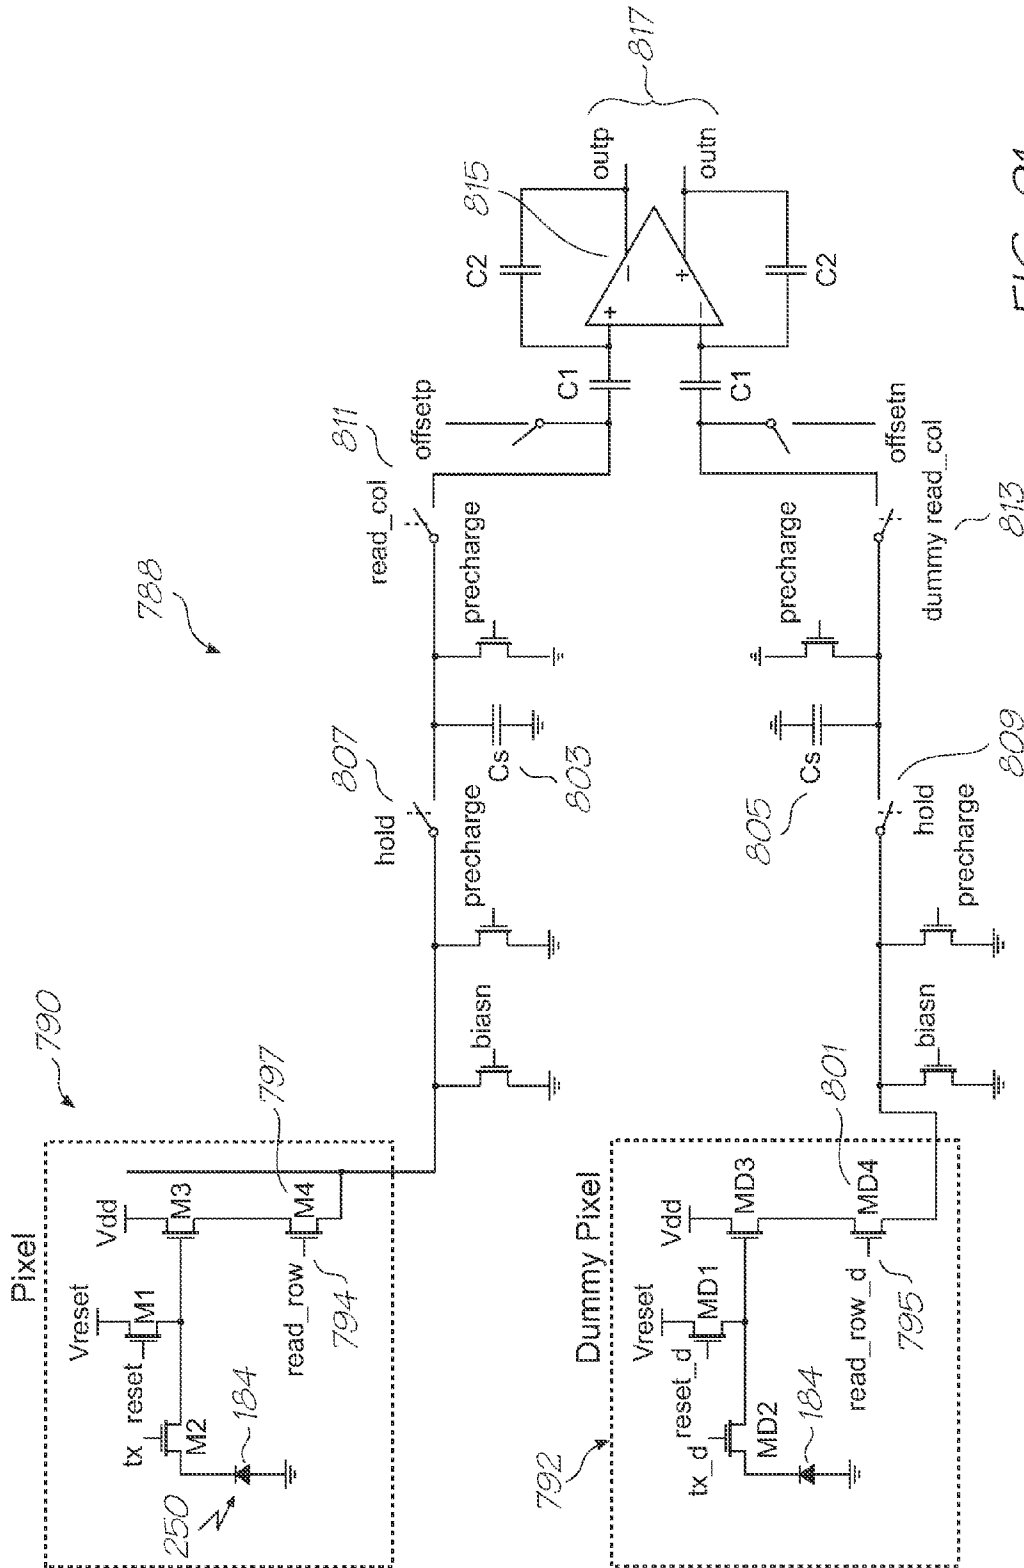 788
790
Pixel
Vreset
Vdd
M1
reset
tx
M2
M3
M4
797
read_row
794
184
250
biasn
precharge
hold
807
Cs
803
precharge
read_col
811
offsetp
C1
C2
815
outp
+
−
−
+
outn
817
C1
C2
offsetn
dummy read_col
813
precharge
Cs
805
hold
809
precharge
biasn
Dummy Pixel
792
Vreset
Vdd
MD1
reset_d
tx_d
MD2
MD3
MD4
801
read_row_d
795
184